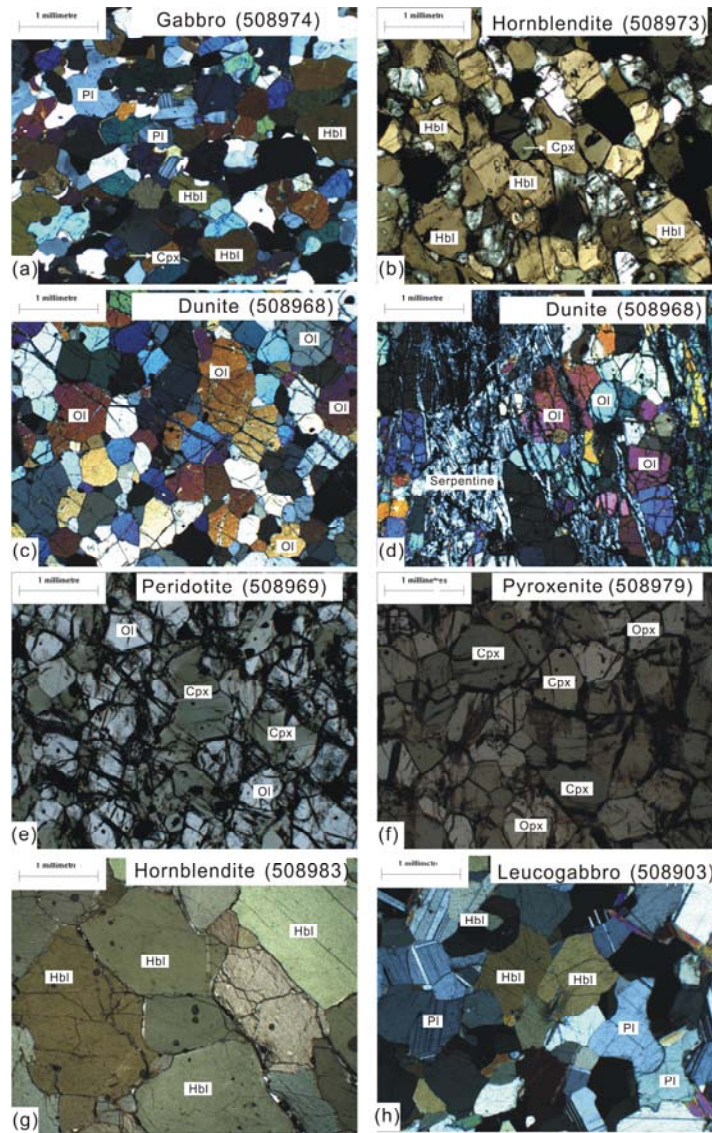 1 millimetre
Gabbro (508974)
Pl
Pl
Hbl
Hbl
Cpx
Hbl
(a)
1 millimetre
Hornblendite (508973)
Hbl
Cpx
Hbl
Hbl
Hbl
(b)
1 millimetre
Dunite (508968)
Ol
Ol
Ol
Ol
Ol
(c)
1 millimetre
Dunite (508968)
Ol
Ol
Ol
Serpentine
(d)
1 millimetre
Peridotite (508969)
Ol
Cpx
Cpx
Ol
(e)
1 millimetres
Pyroxenite (508979)
Opx
Cpx
Cpx
Cpx
Opx
(f)
1 millimetre
Hornblendite (508983)
Hbl
Hbl
Hbl
Hbl
(g)
1 millimetre
Leucogabbro (508903)
Hbl
Hbl
Hbl
Pl
Pl
Pl
(h)